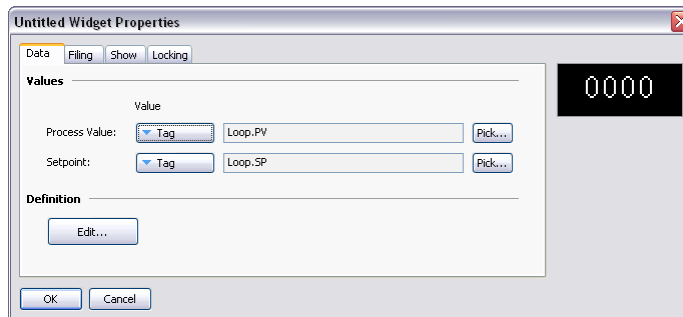 Untitled Widget Properties
Data Filing Show Locking
0000
Values
Value
Process Value: Tag Loop.PV Pick...
Setpoint: Tag Loop.SP Pick...
Definition
Edit...
OK Cancel